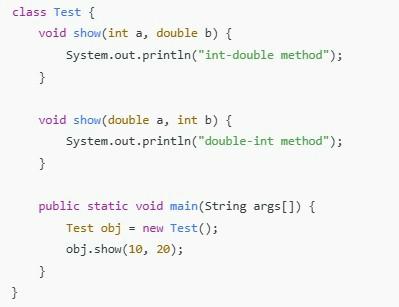 class Test {
    void show(int a, double b) {
        System.out.println("int-double method");
    }

    void show(double a, int b) {
        System.out.println("double-int method");
    }

    public static void main(String args[]) {
        Test obj = new Test();
        obj.show(10, 20);
    }
}